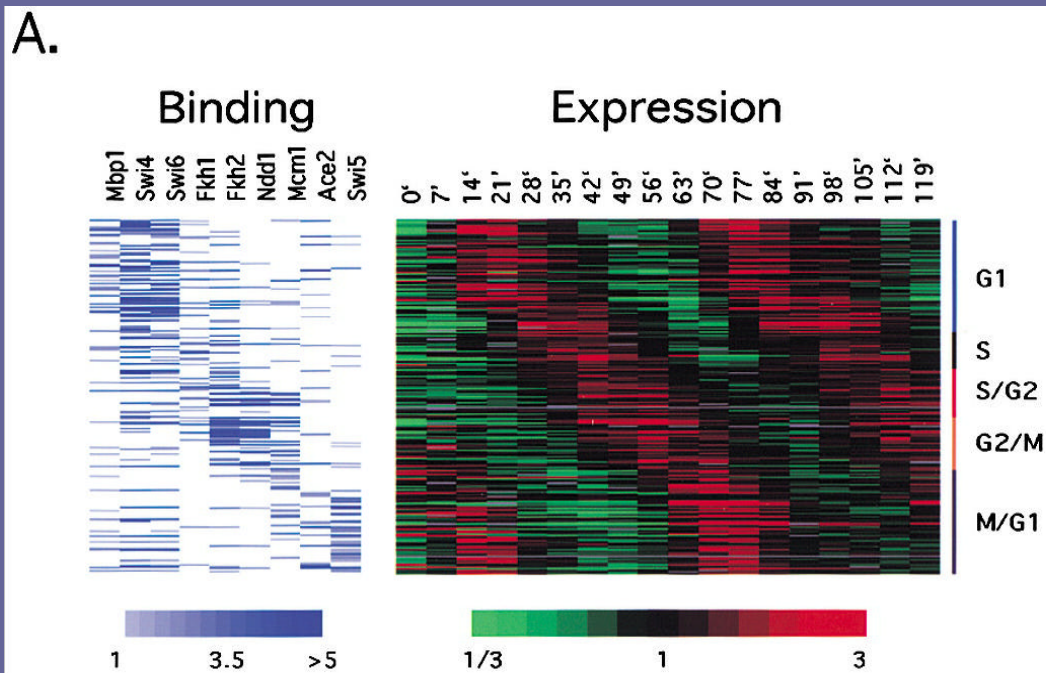 A.
Binding
Expression
Mbp1
Swi4
Swi6
Fkh1
Fkh2
Ndd1
Mcm1
Ace2
Swi5
0‘
7’
14‘
21’
28‘
35’
42‘
49’
56‘
63’
70‘
77’
84‘
91’
98‘
105’
112‘
119’
G1
S
S/G2
G2/M
M/G1
1 3.5 >5
1/3 1 3